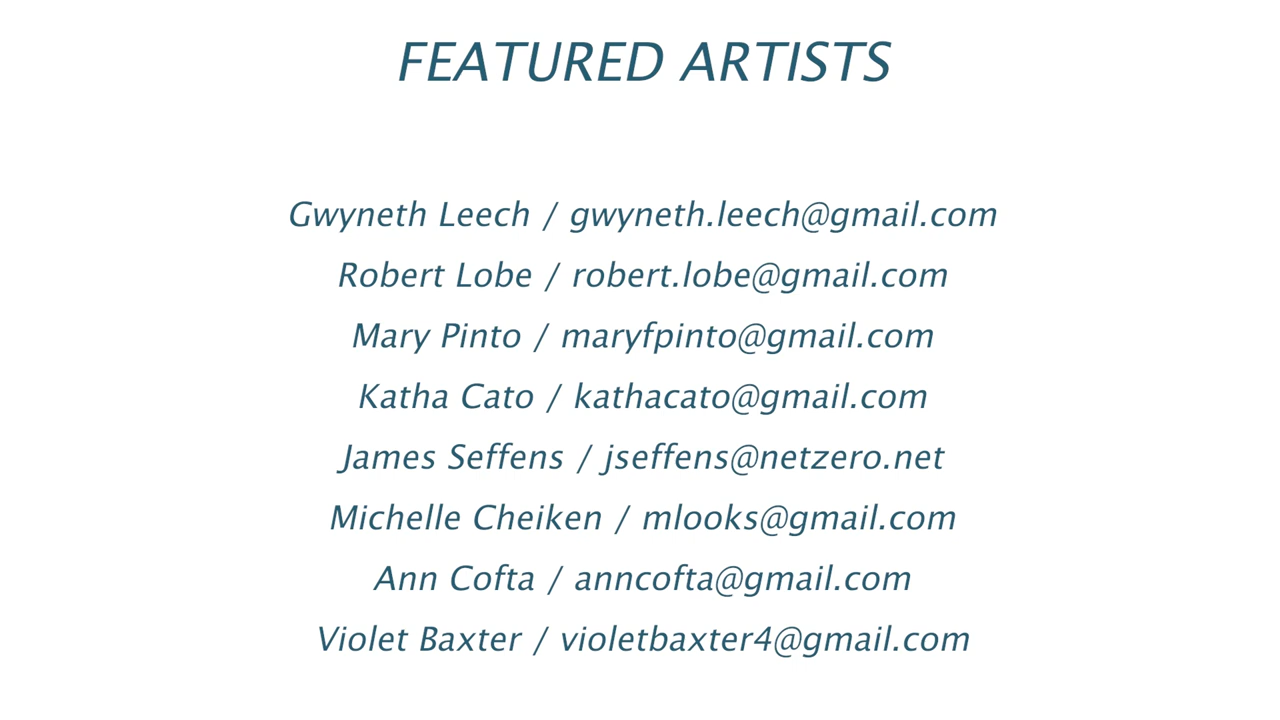 FEATURED ARTISTS
Gwyneth Leech / gwyneth.leech@gmail.com
Robert Lobe / robert.lobe@gmail.com
Mary Pinto / maryfpinto@gmail.com
Katha Cato / kathacato@gmail.com
James Seffens / jseffens@netzero.net
Michelle Cheiken / mlooks@gmail.com
Ann Cofta / anncofta@gmail.com
Violet Baxter / violetbaxter4@gmail.com